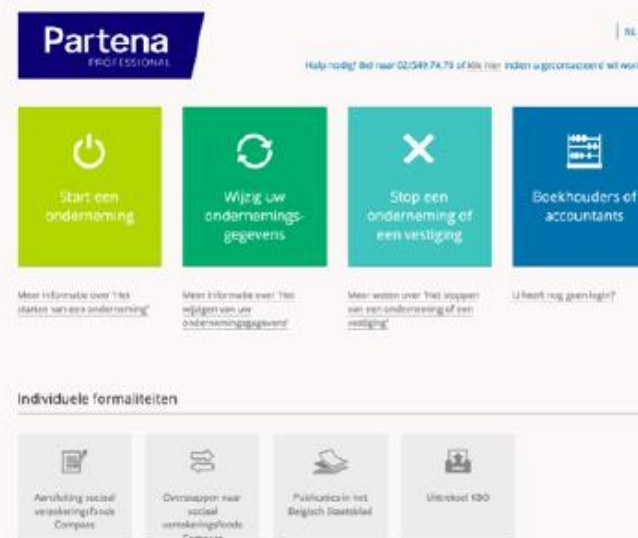 Partena
PROFESSIONAL
NL
Hulp nodig? Bel naar 02/549.74.79 of klik hier indien u gecontacteerd wil
Start een
onderneming
Wijzig uw
ondernemings-
gegevens
Stop een
onderneming of
een vestiging
Boekhouders of
accountants
Meer informatie over 'Het
starten van een onderneming'
Meer informatie over 'Het
wijzigen van uw
ondernemingsgegevens'
Meer weten over 'Het stoppen
van een onderneming of een
vestiging'
U heeft nog geen login?
Individuele formaliteiten
Aansluiting sociaal
verzekeringsfonds
Compass
Overstappen naar
sociaal
verzekeringsfonds
Compass
Publicaties in het
Belgisch Staatsblad
Uittreksel KBO